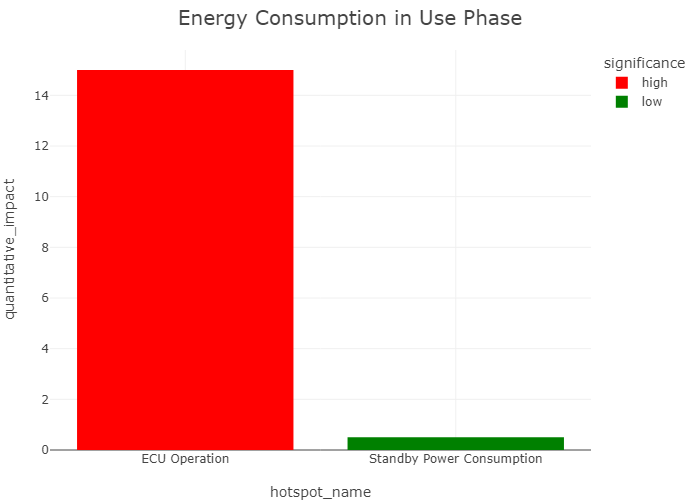 Energy Consumption in Use Phase
significance
high
low
quantitative_impact
14
12
10
8
6
4
2
0
ECU Operation
Standby Power Consumption
hotspot_name